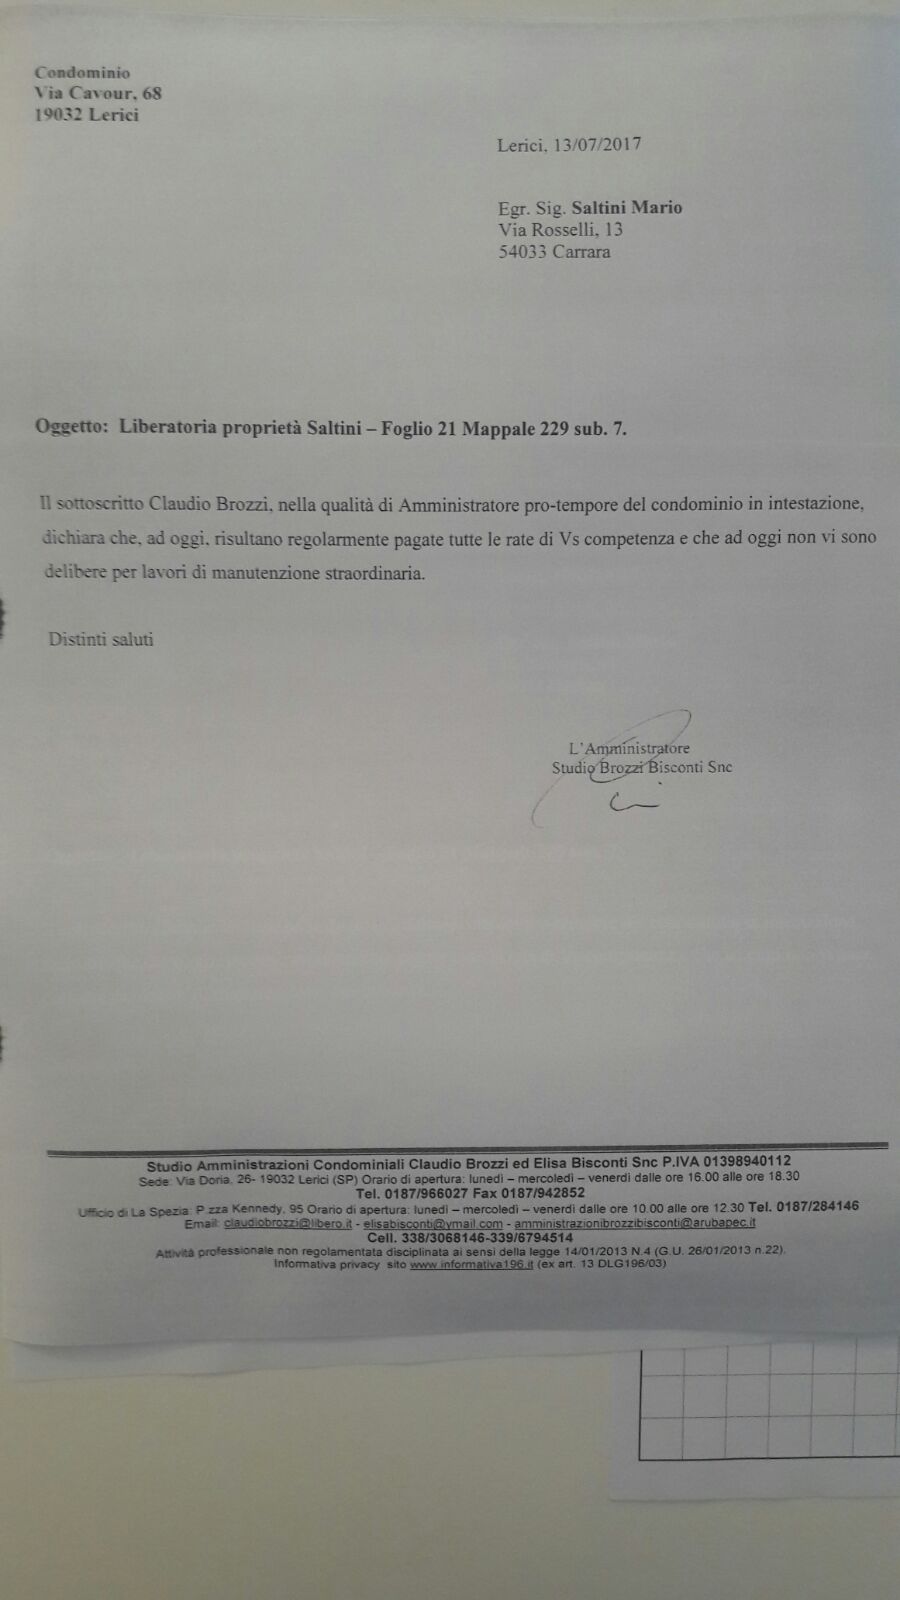 Condominio
Via Cavour, 68
19032 Lerici
Lerici, 13/07/2017
Egr. Sig. Saltini Mario
Via Rosselli, 13
54033 Carrara
Oggetto: Liberatoria proprietà Saltini – Foglio 21 Mappale 229 sub. 7.
Il sottoscritto Claudio Brozzi, nella qualità di Amministratore pro-tempore del condominio in intestazione,
dichiara che, ad oggi, risultano regolarmente pagate tutte le rate di Vs competenza e che ad oggi non vi sono
delibere per lavori di manutenzione straordinaria.
Distinti saluti
L'Amministratore
Studio Brozzi Bisconti Snc
Studio Amministrazioni Condominiali Claudio Brozzi ed Elisa Bisconti Snc P.IVA 01398940112
Sede: Via Doria, 26- 19032 Lerici (SP) Orario di apertura: lunedì – mercoledì – venerdì dalle ore 16.00 alle ore 18.30
Tel. 0187/966027 Fax 0187/942852
Ufficio di La Spezia: P.zza Kennedy, 95 Orario di apertura: lunedì – mercoledì – venerdì dalle ore 10.00 alle ore 12.30 Tel. 0187/284146
Email: claudiobrozzi@libero.it - elisabisconti@ymail.com - amministrazionibrozzibisconti@arubapec.it
Cell. 338/3068146-339/6794514
Attività professionale non regolamentata disciplinata ai sensi della legge 14/01/2013 N.4 (G.U. 26/01/2013 n.22).
Informativa privacy sito www.informativa196.it (ex art. 13 DLG196/03)